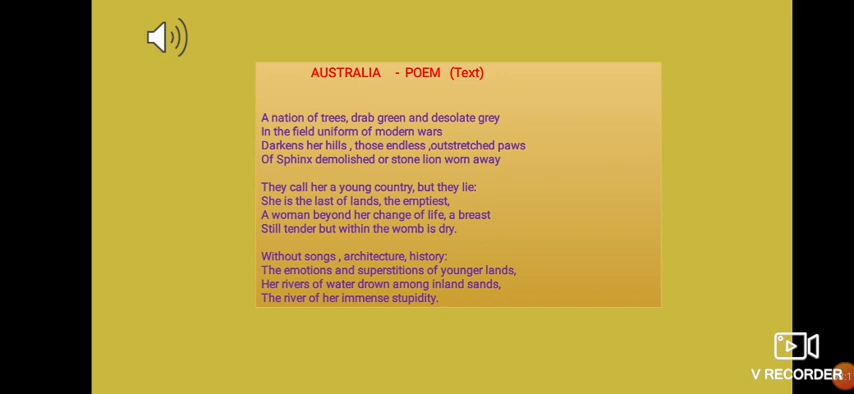 AUSTRALIA - POEM (Text)
A nation of trees, drab green and desolate grey
In the field uniform of modern wars
Darkens her hills , those endless ,outstretched paws
Of Sphinx demolished or stone lion worn away
They call her a young country, but they lie:
She is the last of lands, the emptiest,
A woman beyond her change of life, a breast
Still tender but within the womb is dry.
Without songs , architecture, history:
The emotions and superstitions of younger lands,
Her rivers of water drown among inland sands,
The river of her immense stupidity.
V RECORDER